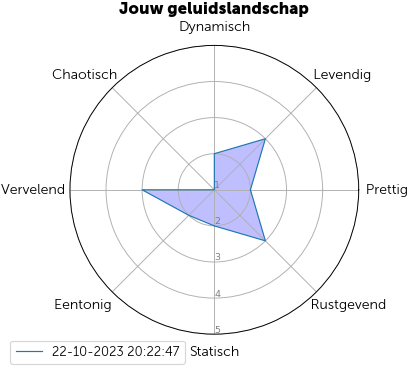 Jouw geluidslandschap
Dynamisch
Chaotisch
Levendig
Vervelend
Prettig
1
2
3
4
5
Eentonig
Rustgevend
22-10-2023 20:22:47
Statisch